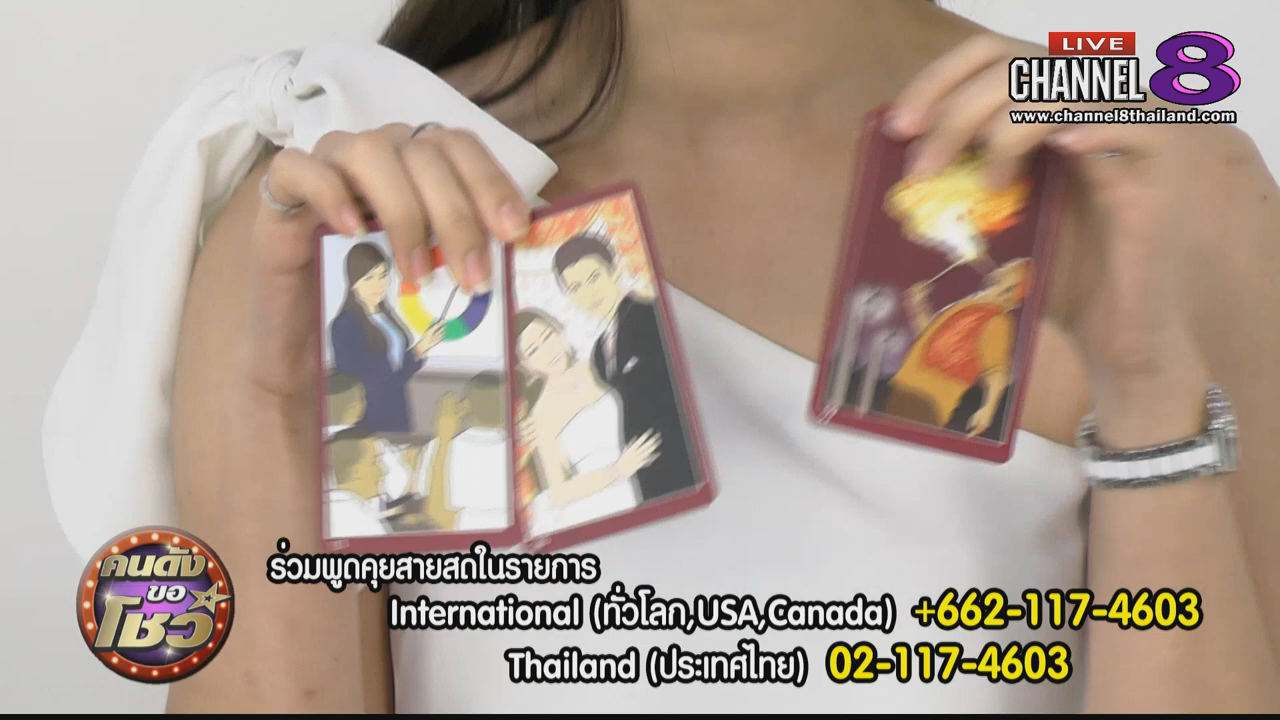 LIVE
CHANNEL 8
www.channel8thailand.com
คนดัง
ขอ
โชว์
ร่วมพูดคุยสายสดในรายการ
International (ทั่วโลก,USA,Canada) +662-117-4603
Thailand (ประเทศไทย) 02-117-4603